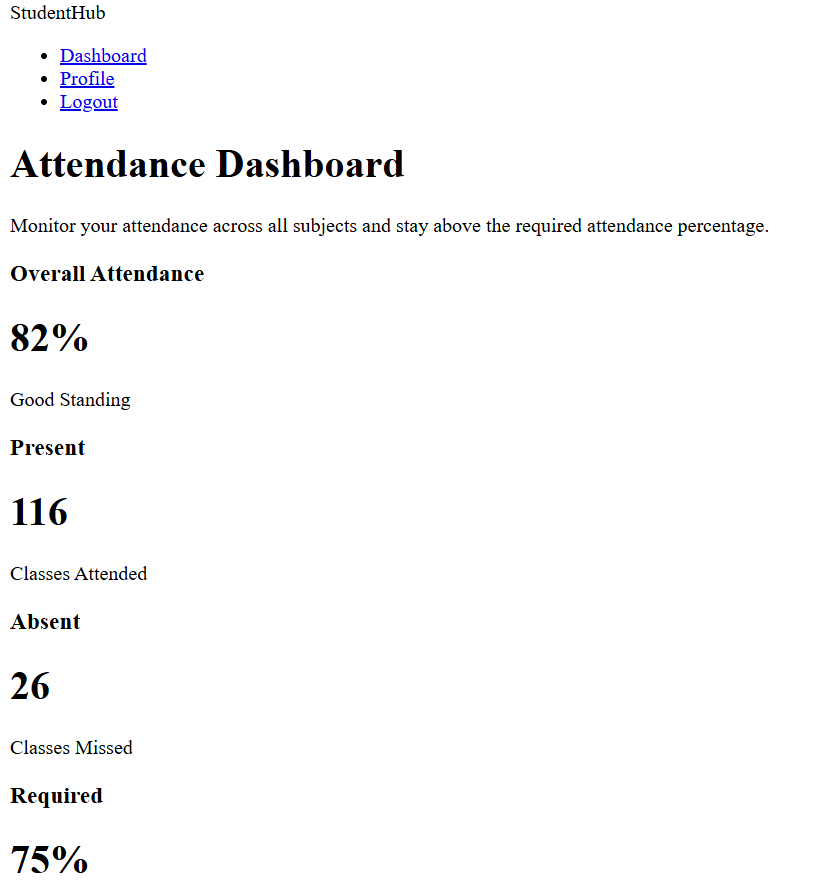 StudentHub
Dashboard
Profile
Logout
Attendance Dashboard
Monitor your attendance across all subjects and stay above the required attendance percentage.
Overall Attendance
82%
Good Standing
Present
116
Classes Attended
Absent
26
Classes Missed
Required
75%